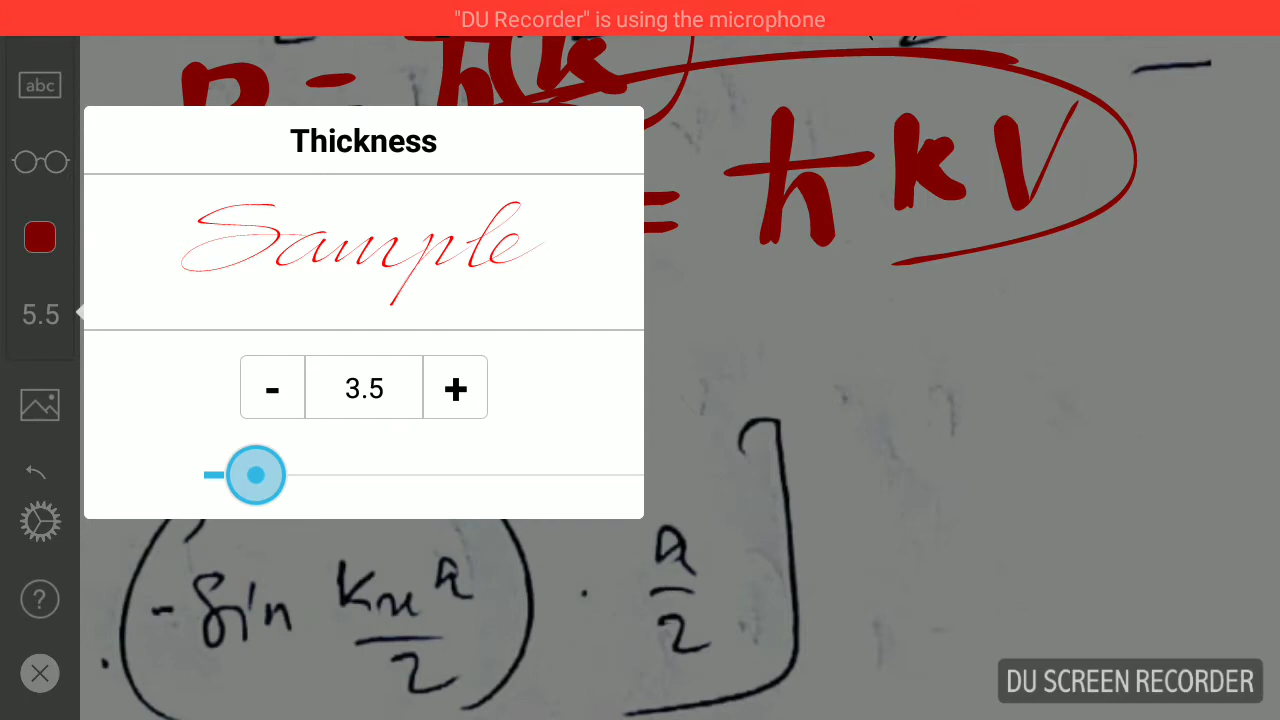 "DU Recorder" is using the microphone
abc
= ħ k V
Thickness
Sample
5.5
- 3.5 +
. ( - sin kₓa/2 ) . a/2 ]
?
DU SCREEN RECORDER